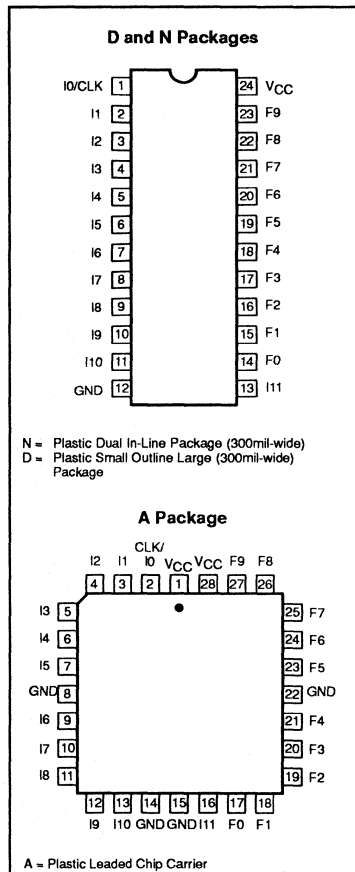 D and N Packages
I0/CLK 1 24 VCC
I1 2 23 F9
I2 3 22 F8
I3 4 21 F7
I4 5 20 F6
I5 6 19 F5
I6 7 18 F4
I7 8 17 F3
I8 9 16 F2
I9 10 15 F1
I10 11 14 F0
GND 12 13 I11
N = Plastic Dual In-Line Package (300mil-wide)
D = Plastic Small Outline Large (300mil-wide)
Package
A Package
CLK/
I2 I1 I0 VCC VCC F9 F8
4 3 2 1 28 27 26
I3 5 25 F7
I4 6 24 F6
I5 7 23 F5
GND 8 22 GND
I6 9 21 F4
I7 10 20 F3
I8 11 19 F2
12 13 14 15 16 17 18
I9 I10 GND GND I11 F0 F1
A = Plastic Leaded Chip Carrier